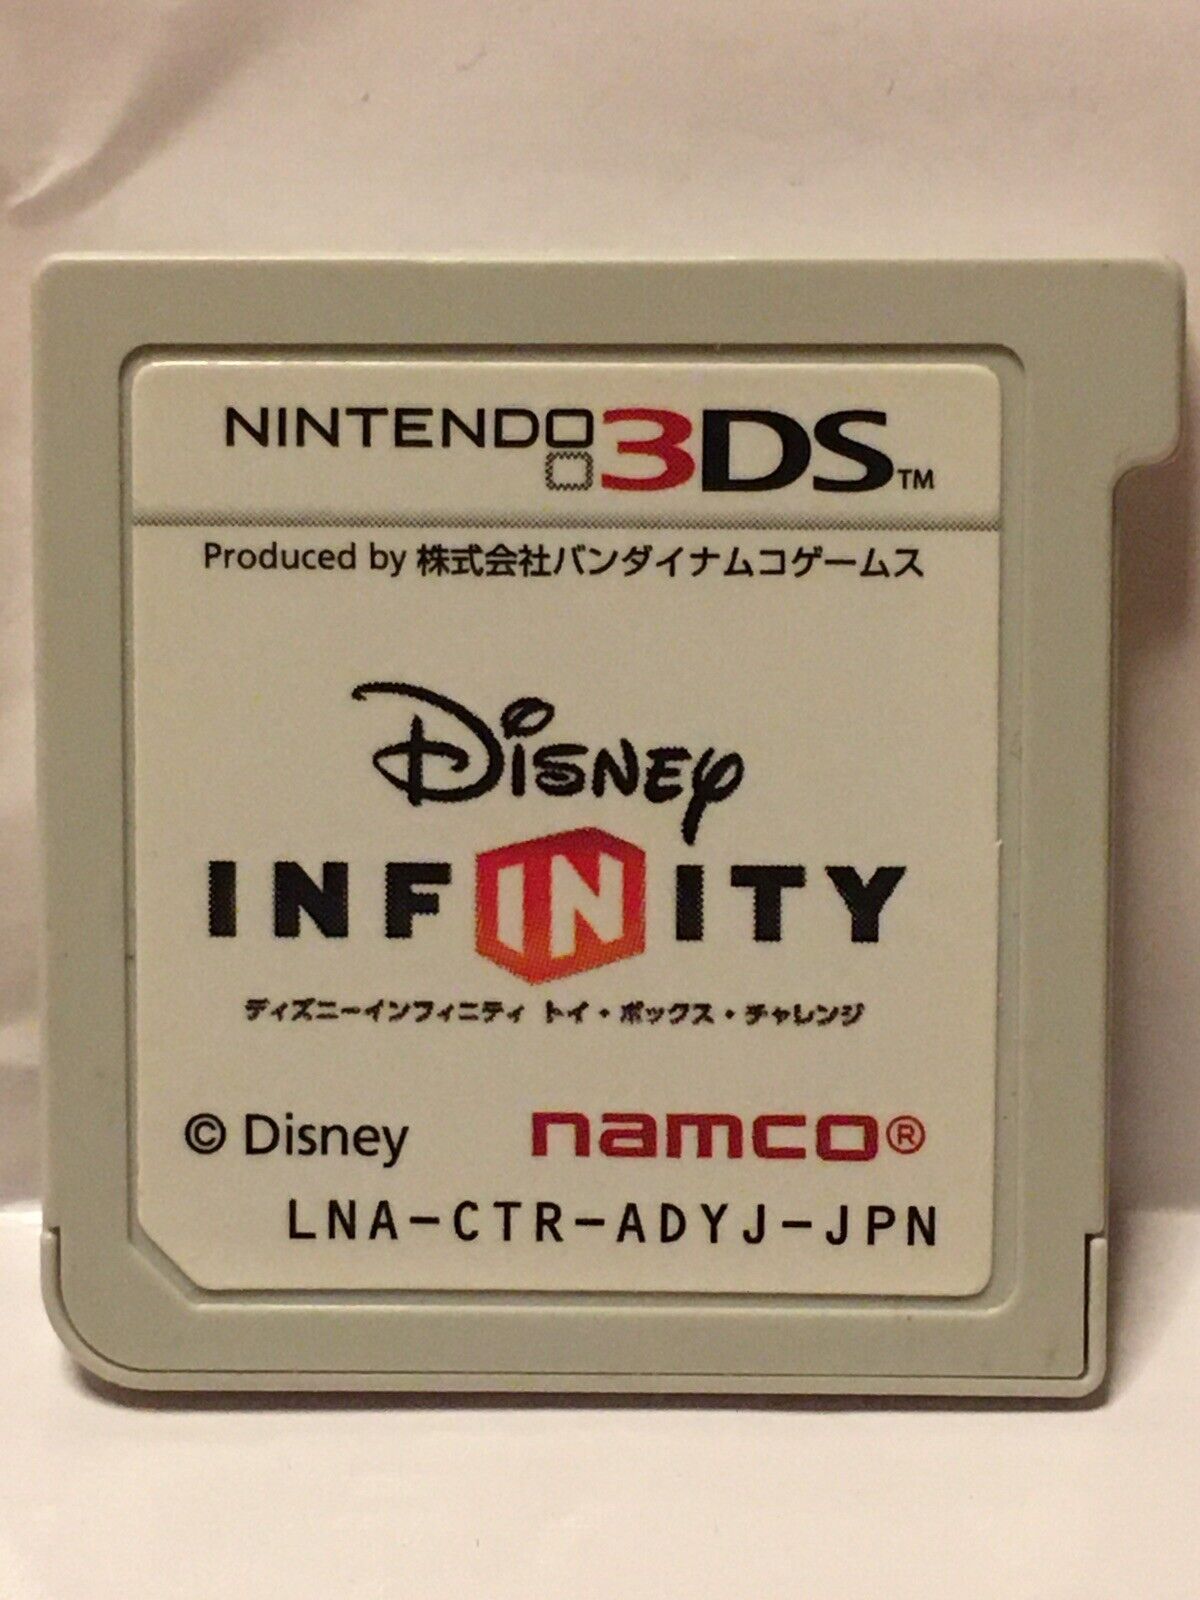 NINTENDO 3DS™
Produced by 株式会社バンダイナムコゲームス
Disney
INFINITY
ディズニーインフィニティ トイ・ボックス・チャレンジ
© Disney namco®
LNA-CTR-ADYJ-JPN